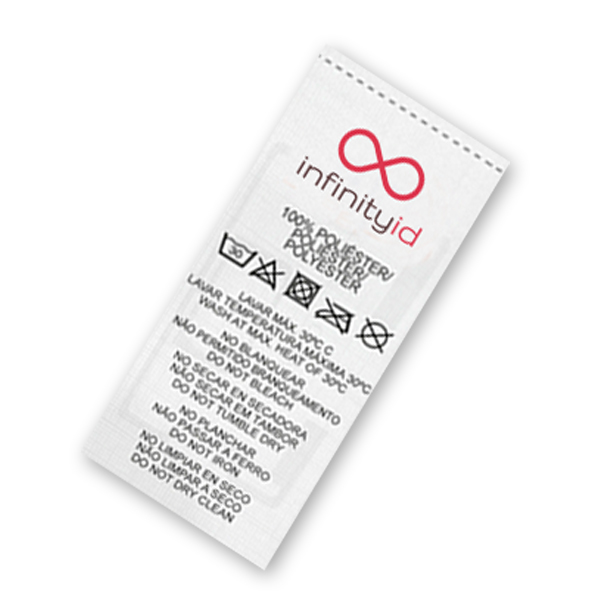 infinityid
100% POLIÉSTER/
POLIESTER/
POLYESTER
30
LAVAR MÁX. 30ºC C
LAVAR TEMPERATURA MÁXIMA 30ºC
WASH AT MAX. HEAT OF 30ºC
NO BLANQUEAR
NÃO PERMITIDO BRANQUEAMENTO
DO NOT BLEACH
NO SECAR EN SECADORA
NÃO SECAR EM TAMBOR
DO NOT TUMBLE DRY
NO PLANCHAR
NÃO PASSAR A FERRO
DO NOT IRON
NO LIMPIAR EN SECO
NÃO LIMPAR A SECO
DO NOT DRY CLEAN